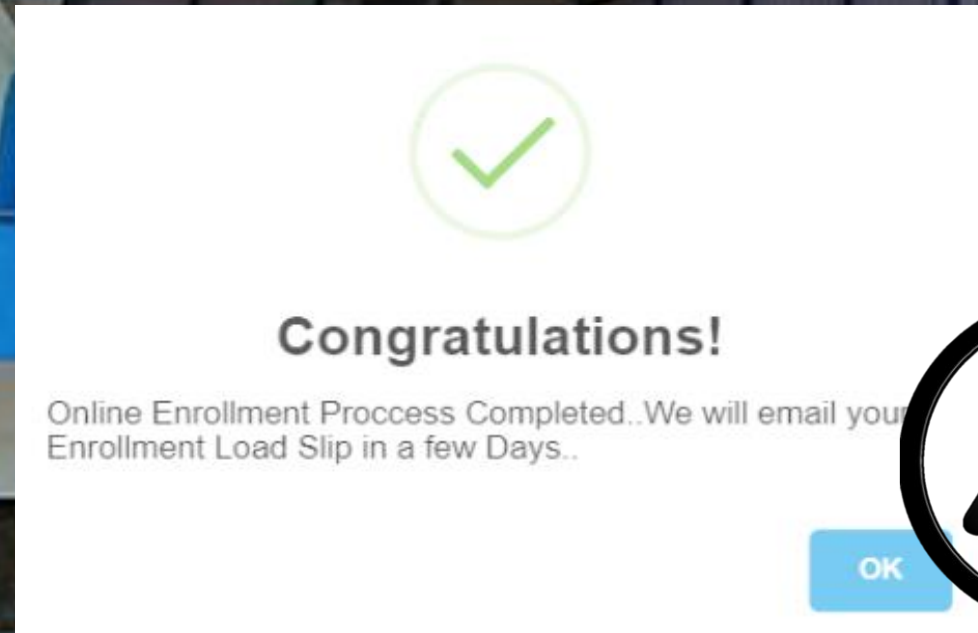 Congratulations!
Online Enrollment Proccess Completed..We will email your
Enrollment Load Slip in a few Days..
OK